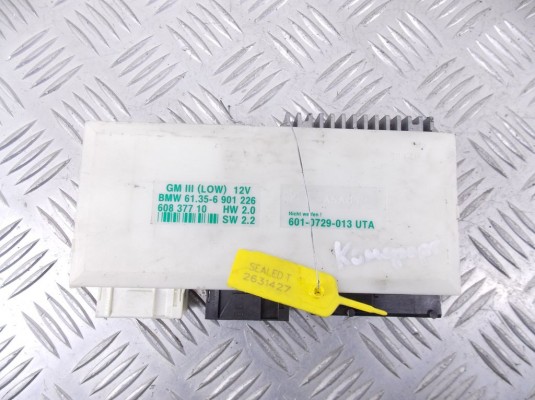 GM III (LOW) 12V
BMW 61.35-6 901 226
608 377 10 HW 2.0
SW 2.2
601-3729-013 UTA
SEALED
2631427